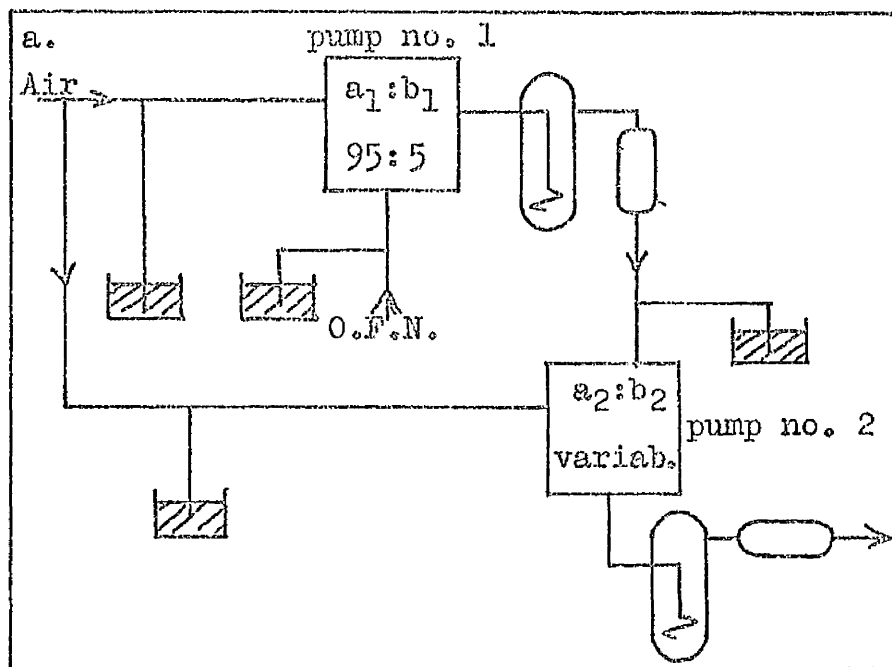 a.
pump no. 1
Air
a₁:b₁
95:5
O.F.N.
a₂:b₂
variab.
pump no. 2